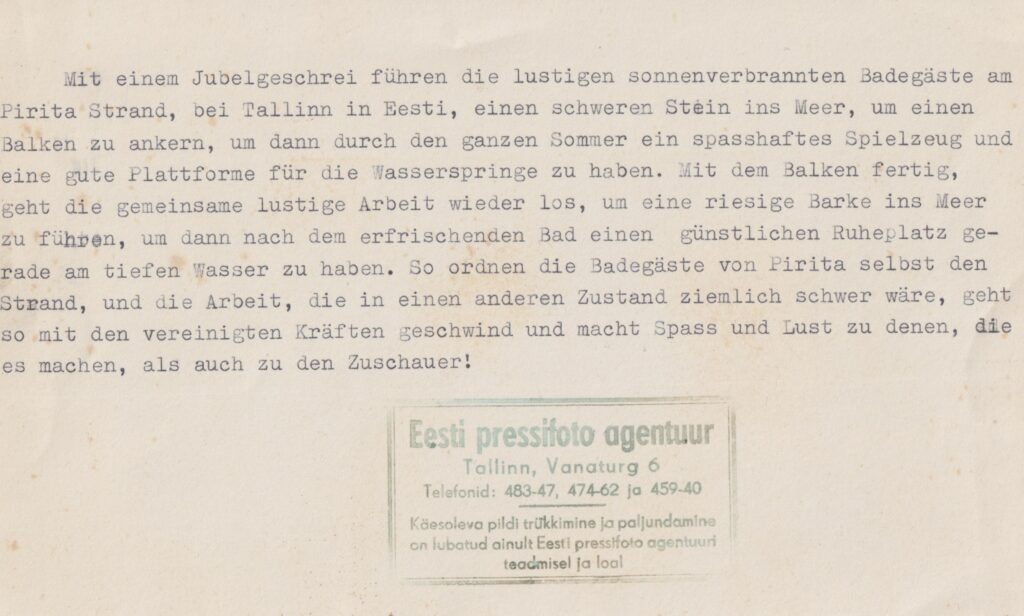 Mit einem Jubelgeschrei führen die lustigen sonnenverbrannten Badegäste am
Pirita Strand, bei Tallinn in Eesti, einen schweren Stein ins Meer, um einen
Balken zu ankern, um dann durch den ganzen Sommer ein spasshaftes Spielzeug und
eine gute Plattforme für die Wasserspringe zu haben. Mit dem Balken fertig,
geht die gemeinsame lustige Arbeit wieder los, um eine riesige Barke ins Meer
zu führen, um dann nach dem erfrischenden Bad einen günstlichen Ruheplatz ge-
rade am tiefen Wasser zu haben. So ordnen die Badegäste von Pirita selbst den
Strand, und die Arbeit, die in einen anderen Zustand ziemlich schwer wäre, geht
so mit den vereinigten Kräften geschwind und macht Spass und Lust zu denen, die
es machen, als auch zu den Zuschauer!
Eesti pressifoto agentuur
Tallinn, Vanaturg 6
Telefonid: 483-47, 474-62 ja 459-40
Käesoleva pildi trükkimine ja paljundamine
on lubatud ainult Eesti pressifoto agentuuri
teadmisel ja loal